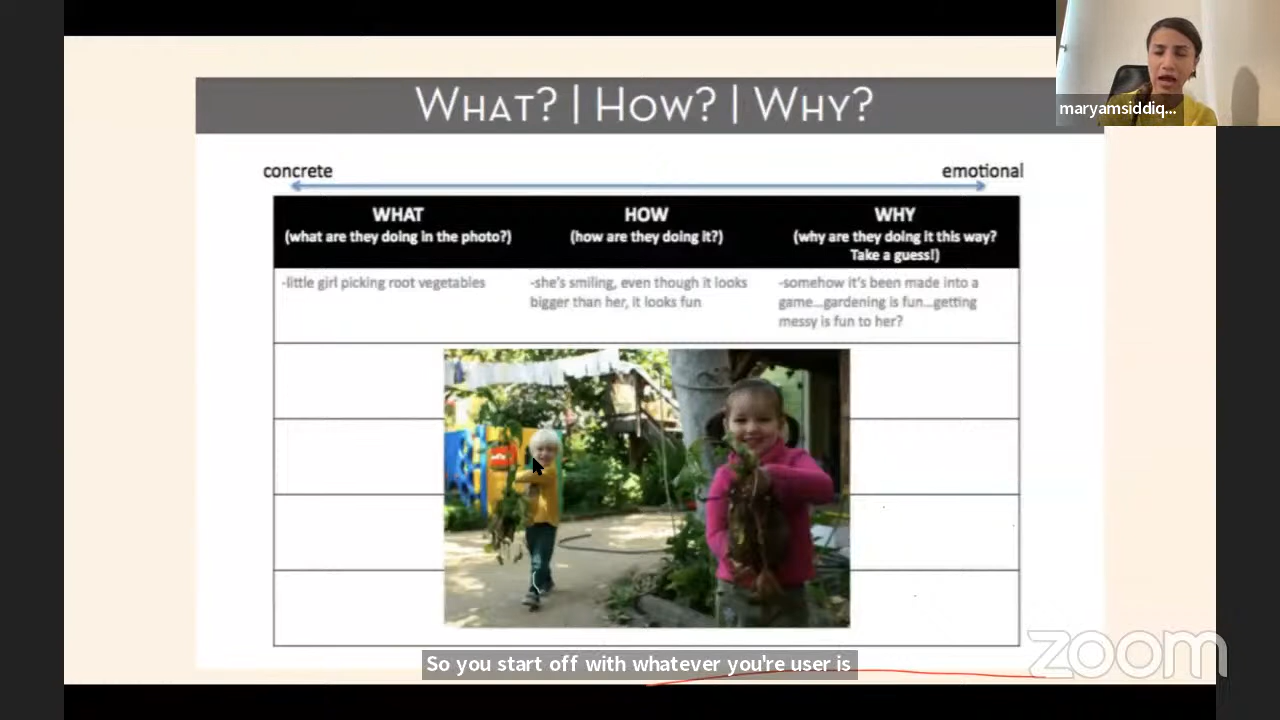 What? | How? | Why?
maryamsiddiq...
concrete
emotional
WHAT
(what are they doing in the photo?)
HOW
(how are they doing it?)
WHY
(why are they doing it this way?
Take a guess!)
-little girl picking root vegetables
-she's smiling, even though it looks
bigger than her, it looks fun
-somehow it's been made into a
game...gardening is fun...getting
messy is fun to her?
So you start off with whatever you're user is
zoom